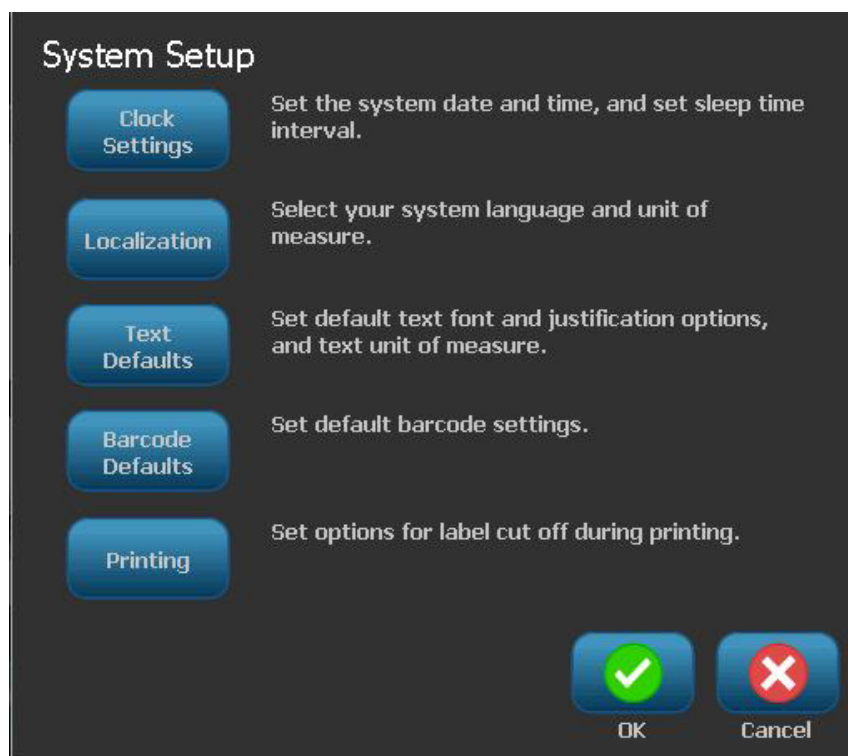 System Setup
Clock
Settings
Set the system date and time, and set sleep time
interval.
Localization
Select your system language and unit of
measure.
Text
Defaults
Set default text font and justification options,
and text unit of measure.
Barcode
Defaults
Set default barcode settings.
Printing
Set options for label cut off during printing.
OK
Cancel